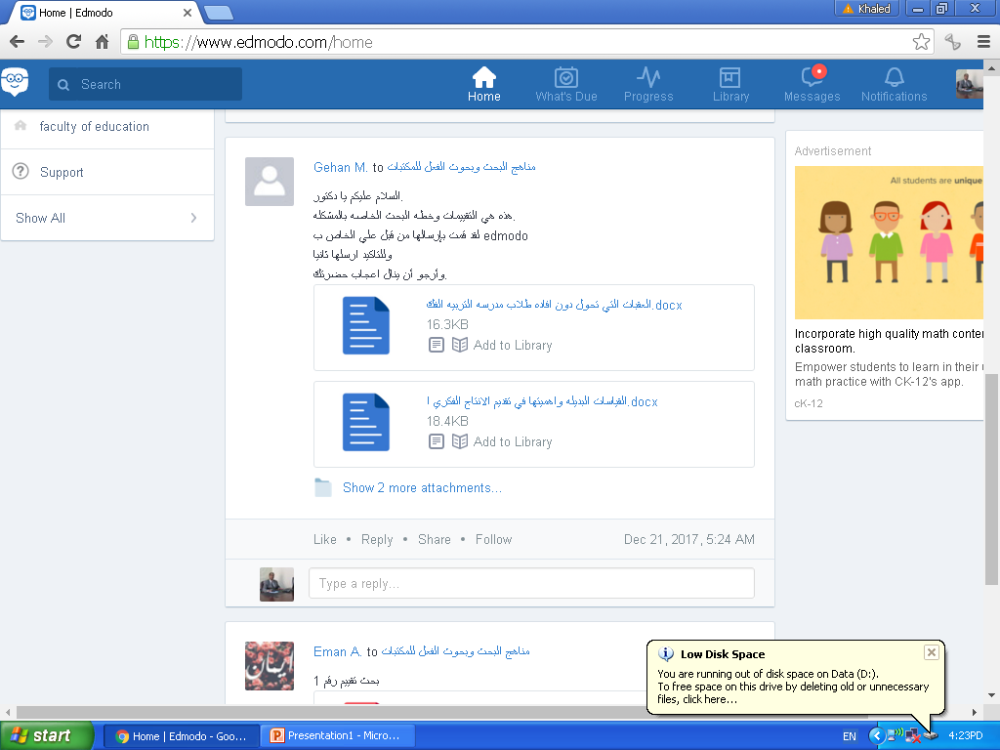 Home | Edmodo
Khaled
https://www.edmodo.com/home
Search
Home
What's Due
Progress
Library
Messages
Notifications
faculty of education
Support
Show All
Gehan M. to مناهج البحث وبحوث الفعل للمكتبات
السلام عليكم يا دكتور.
هذه هي التقييمات وخطه البحث الخاصه بالمشكله.
لقد قمت بإرسالها من قبل علي الخاص ب edmodo
وللتاكيد ارسلها ثانيا
وأرجو أن ينال اعجاب حضرتك.
العقبات التي تحول دون افاده طلاب مدرسه التربيه الفك.docx
16.3KB
Add to Library
القياسات البديله واهميتها في تقييم الانتاج الفكري ا.docx
18.4KB
Add to Library
Show 2 more attachments...
Like • Reply • Share • Follow
Dec 21, 2017, 5:24 AM
Type a reply...
Eman A. to مناهج البحث وبحوث الفعل للمكتبات
بحث تقييم رقم 1
Advertisement
All students are unique
Incorporate high quality math conten
classroom.
Empower students to learn in their
math practice with CK-12's app.
cK-12
Low Disk Space
You are running out of disk space on Data (D:).
To free space on this drive by deleting old or unnecessary
files, click here...
start
Home | Edmodo - Goo...
Presentation1 - Micro...
EN
4:23PD